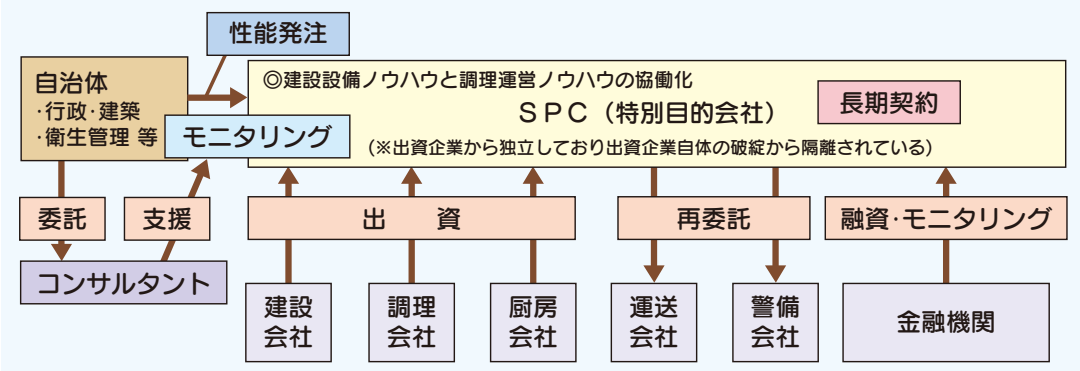 性能発注
自治体
・行政・建築
・衛生管理 等
モニタリング
◎建設設備ノウハウと調理運営ノウハウの協働化
SPC（特別目的会社）
長期契約
（※出資企業から独立しており出資企業自体の破綻から隔離されている）
委託
支援
出　資
再委託
融資・モニタリング
コンサルタント
建設
会社
調理
会社
厨房
会社
運送
会社
警備
会社
金融機関